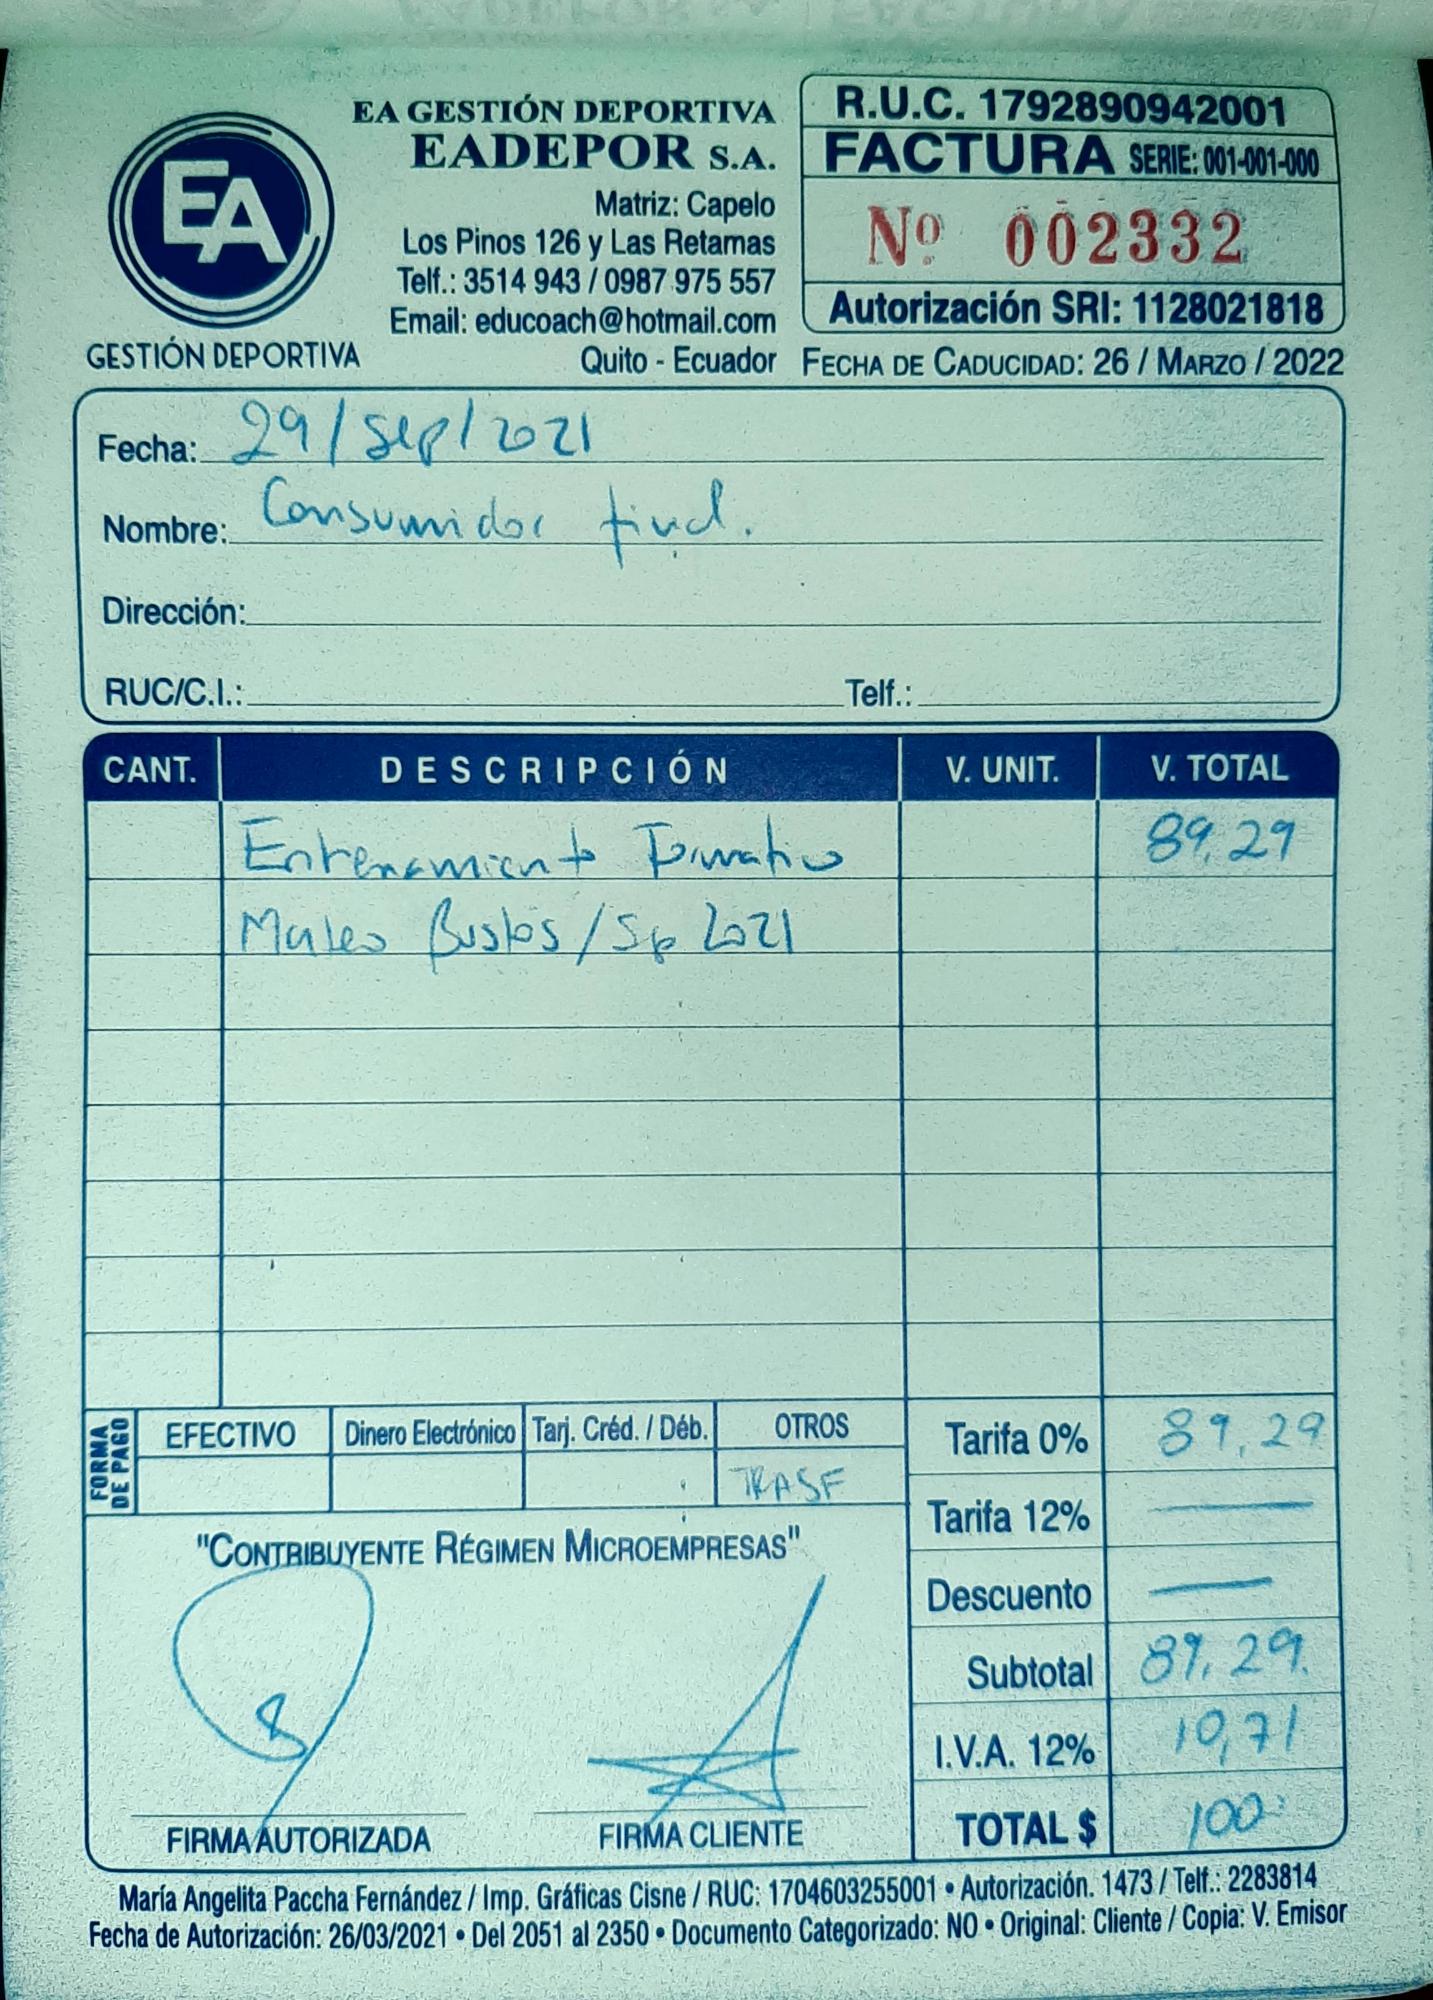 EA GESTIÓN DEPORTIVA
EADEPOR S.A.
Matriz: Capelo
Los Pinos 126 y Las Retamas
Telf.: 3514 943 / 0987 975 557
Email: educoach@hotmail.com
Quito - Ecuador
EA
GESTIÓN DEPORTIVA
R.U.C. 1792890942001
FACTURA SERIE: 001-001-000
Nº 002332
Autorización SRI: 1128021818
FECHA DE CADUCIDAD: 26 / MARZO / 2022
Fecha: 29/Sep/2021
Nombre: Consumidor final.
Dirección:
RUC/C.I.: Telf.:
CANT. DESCRIPCIÓN V. UNIT. V. TOTAL
Entrenamiento Formativo 89,29
Mateo Bustos / Sep 2021
FORMA DE PAGO
EFECTIVO Dinero Electrónico Tarj. Créd. / Déb. OTROS
TRASF
"CONTRIBUYENTE RÉGIMEN MICROEMPRESAS"
FIRMA AUTORIZADA FIRMA CLIENTE
Tarifa 0% 89,29
Tarifa 12% —
Descuento —
Subtotal 89,29
I.V.A. 12% 10,71
TOTAL $ 100
María Angelita Paccha Fernández / Imp. Gráficas Cisne / RUC: 1704603255001 • Autorización. 1473 / Telf.: 2283814
Fecha de Autorización: 26/03/2021 • Del 2051 al 2350 • Documento Categorizado: NO • Original: Cliente / Copia: V. Emisor